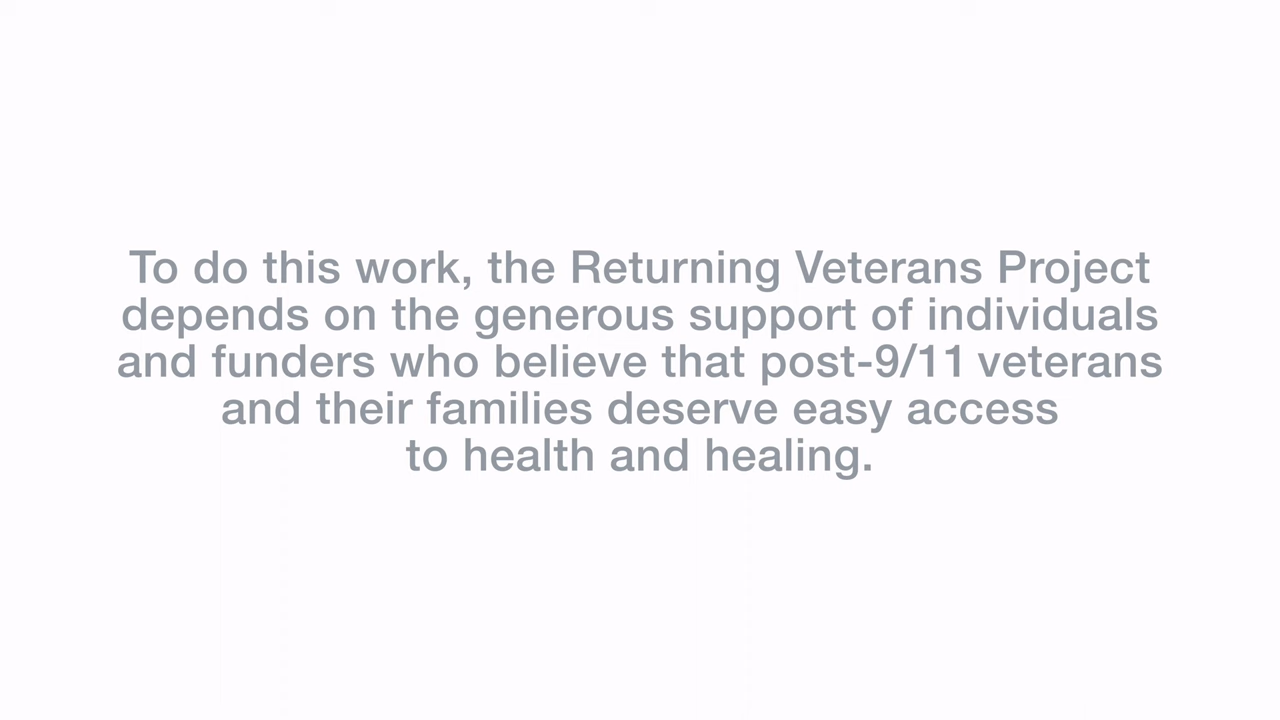 To do this work, the Returning Veterans Project
depends on the generous support of individuals
and funders who believe that post-9/11 veterans
and their families deserve easy access
to health and healing.